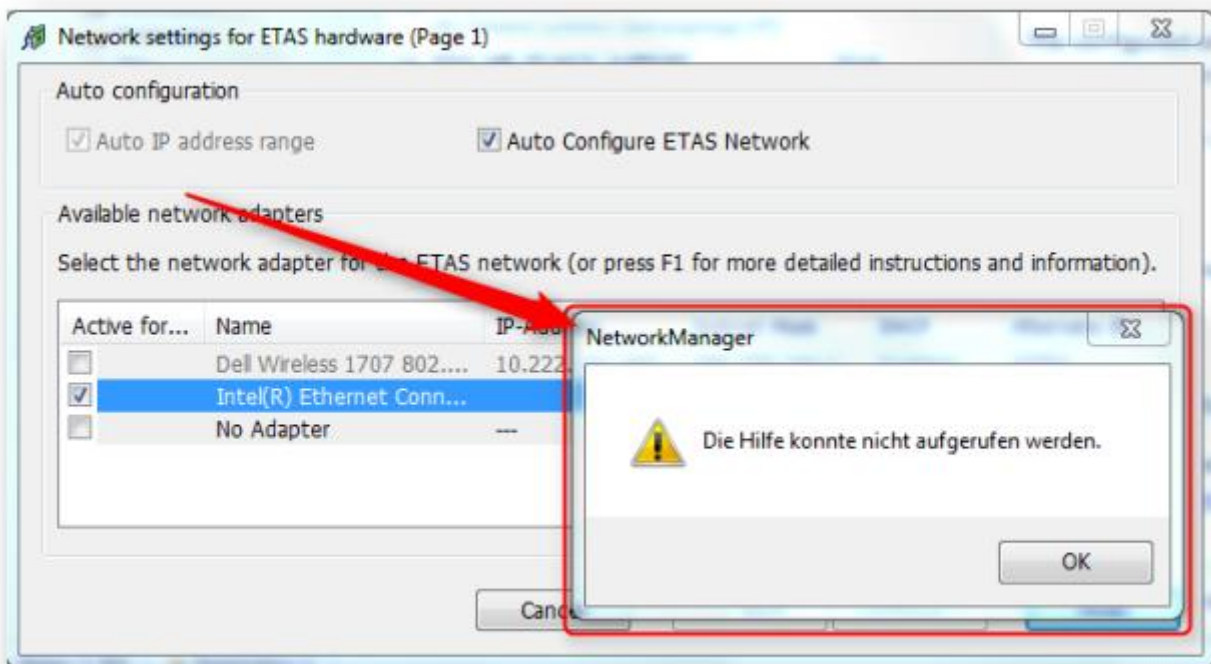 Network settings for ETAS hardware (Page 1)
Auto configuration
Auto IP address range Auto Configure ETAS Network
Available network adapters
Select the network adapter for the ETAS network (or press F1 for more detailed instructions and information).
Active for... Name
Dell Wireless 1707 802.... 10.222.
Intel(R) Ethernet Conn...
No Adapter ---
NetworkManager
Die Hilfe konnte nicht aufgerufen werden.
OK